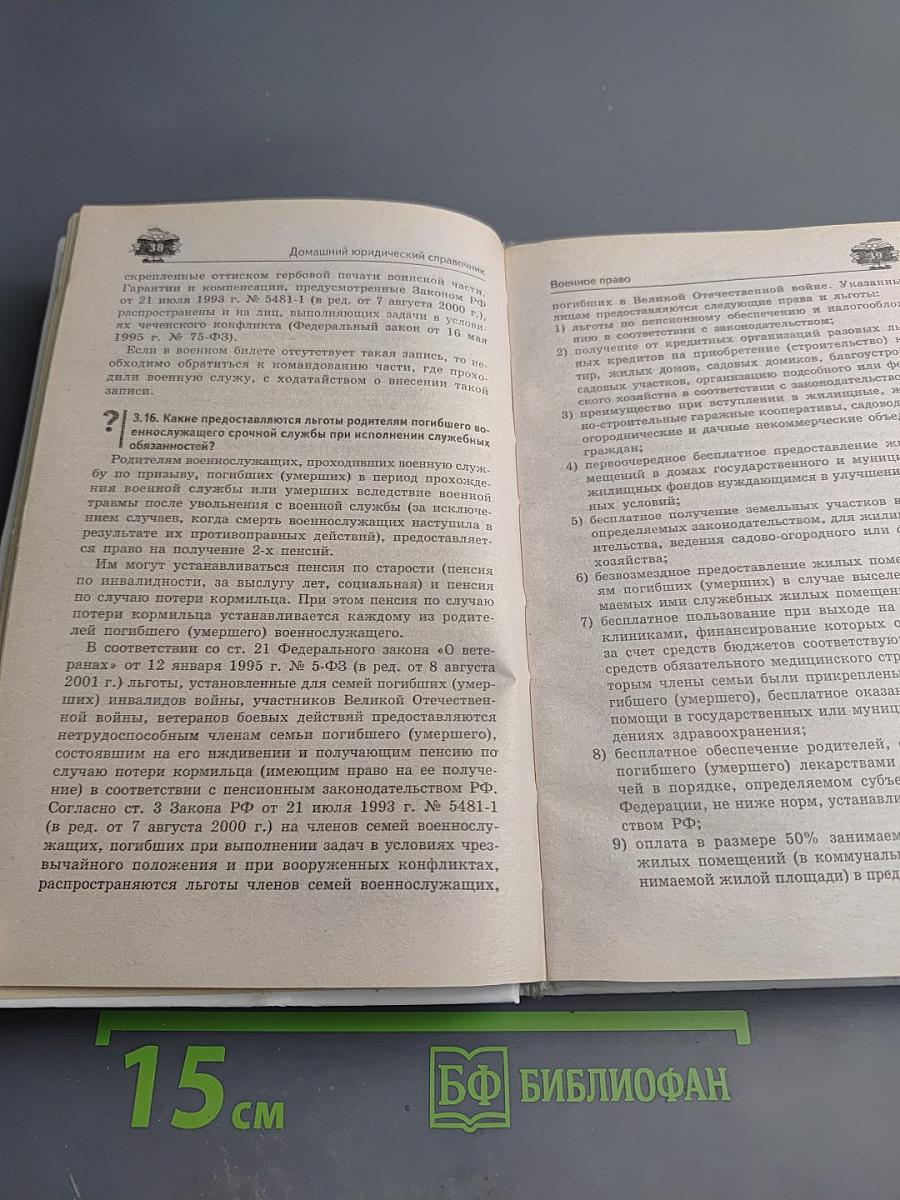 38
Домашний юридический справочник
скрепленные оттиском гербовой печати воинской части.
Гарантии и компенсации, предусмотренные Законом РФ
от 21 июля 1993 г. № 5481-1 (в ред. от 7 августа 2000 г.),
распространены и на лиц, выполняющих задачи в услови-
ях чеченского конфликта (Федеральный закон от 16 мая
1995 г. № 75-ФЗ).
Если в военном билете отсутствует такая запись, то не-
обходимо обратиться к командованию части, где прохо-
дили военную службу, с ходатайством о внесении такой
записи.
? 3.16. Какие предоставляются льготы родителям погибшего во-
еннослужащего срочной службы при исполнении служебных
обязанностей?
Родителям военнослужащих, проходивших военную служ-
бу по призыву, погибших (умерших) в период прохожде-
ния военной службы или умерших вследствие военной
травмы после увольнения с военной службы (за исключе-
нием случаев, когда смерть военнослужащих наступила в
результате их противоправных действий), предоставляет-
ся право на получение 2-х пенсий.
Им могут устанавливаться пенсия по старости (пенсия
по инвалидности, за выслугу лет, социальная) и пенсия
по случаю потери кормильца. При этом пенсия по случаю
потери кормильца устанавливается каждому из родите-
лей погибшего (умершего) военнослужащего.
В соответствии со ст. 21 Федерального закона «О вете-
ранах» от 12 января 1995 г. № 5-ФЗ (в ред. от 8 августа
2001 г.) льготы, установленные для семей погибших (умер-
ших) инвалидов войны, участников Великой Отечествен-
ной войны, ветеранов боевых действий предоставляются
нетрудоспособным членам семьи погибшего (умершего),
состоявшим на его иждивении и получающим пенсию по
случаю потери кормильца (имеющим право на ее получе-
ние) в соответствии с пенсионным законодательством РФ.
Согласно ст. 3 Закона РФ от 21 июля 1993 г. № 5481-1
(в ред. от 7 августа 2000 г.) на членов семей военнослу-
жащих, погибших при выполнении задач в условиях чрез-
вычайного положения и при вооруженных конфликтах,
распространяются льготы членов семей военнослужащих,
Военное право
39
погибших в Великой Отечественной войне. Указанны
лицам предоставляются следующие права и льготы:
1) льготы по пенсионному обеспечению и налогооблож
нию в соответствии с законодательством;
2) получение от кредитных организаций разовых ль
ных кредитов на приобретение (строительство) к
тир, жилых домов, садовых домиков, благоустро
садовых участков, организацию подсобного или фе
ского хозяйства в соответствии с законодательство
3) преимущество при вступлении в жилищные, ж
но-строительные гаражные кооперативы, садовод
огороднические и дачные некоммерческие объед
граждан;
4) первоочередное бесплатное предоставление жи
мещений в домах государственного и муници
жилищных фондов нуждающимся в улучшени
ных условий;
5) бесплатное получение земельных участков в
определяемых законодательством, для жили
ительства, ведения садово-огородного или ф
хозяйства;
6) безвозмездное предоставление жилых поме
ям погибших (умерших) в случае выселе
маемых ими служебных жилых помещен
7) бесплатное пользование при выходе на
клиниками, финансирование которых о
за счет средств бюджетов соответствую
средств обязательного медицинского стр
торым члены семьи были прикреплены
гибшего (умершего), бесплатное оказан
помощи в государственных или муниц
дениях здравоохранения;
8) бесплатное обеспечение родителей,
погибшего (умершего) лекарствами
чей в порядке, определяемом субъе
Федерации, не ниже норм, устанавли
ством РФ;
9) оплата в размере 50% занимаем
жилых помещений (в коммуналь
нимаемой жилой площади) в пред
15 см
БФ БИБЛИОФАН